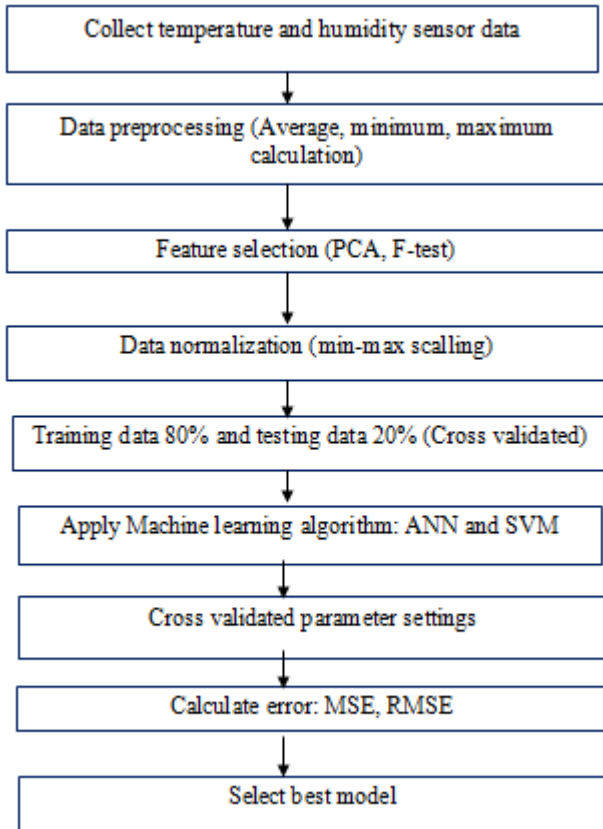 Collect temperature and humidity sensor data
Data preprocessing (Average, minimum, maximum
calculation)
Feature selection (PCA, F-test)
Data normalization (min-max scalling)
Training data 80% and testing data 20% (Cross validated)
Apply Machine learning algorithm: ANN and SVM
Cross validated parameter settings
Calculate error: MSE, RMSE
Select best model